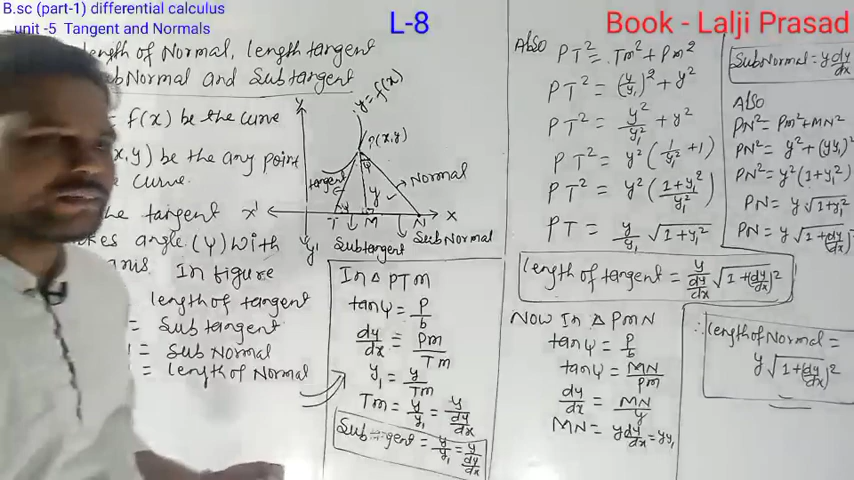 B.sc (part-1) differential calculus
unit -5 Tangent and Normals
L-8
Book - Lalji Prasad
length of Normal, length tangent
SubNormal and Subtangent
= f(x) be the curve
x,y) be the any point
curve.
the tangent
makes angle (ψ) with
axis
In figure
length of tangent
= Subtangent
= SubNormal
= length of Normal
Y
y=f(x)
P(x,y)
tangent
ψ
y
Normal
x'
T
ψ
M
N
X
Subtangent
SubNormal
y'
In Δ PTM
tanψ = P/b
dy/dx = PM/TM
y₁ = y/TM
TM = y/y₁ = y/(dy/dx)
Subtangent = y/y₁ = y/(dy/dx)
Also PT² = TM² + PM²
PT² = (y/y₁)² + y²
PT² = y²/y₁² + y²
PT² = y² (1/y₁² + 1)
PT² = y² (1+y₁²/y₁²)
PT = y/y₁ √1+y₁²
length of tangent = y/(dy/dx) √1+(dy/dx)²
Now In Δ PMN
tanψ = P/b
tanψ = MN/PM
dy/dx = MN/y
MN = y dy/dx = yy₁
SubNormal = y dy/dx
Also
PN² = PM² + MN²
PN² = y² + (yy₁)²
PN² = y² (1+y₁²)
PN = y √1+y₁²
PN = y √1+(dy/dx)²
∴ length of Normal =
y √1+(dy/dx)²